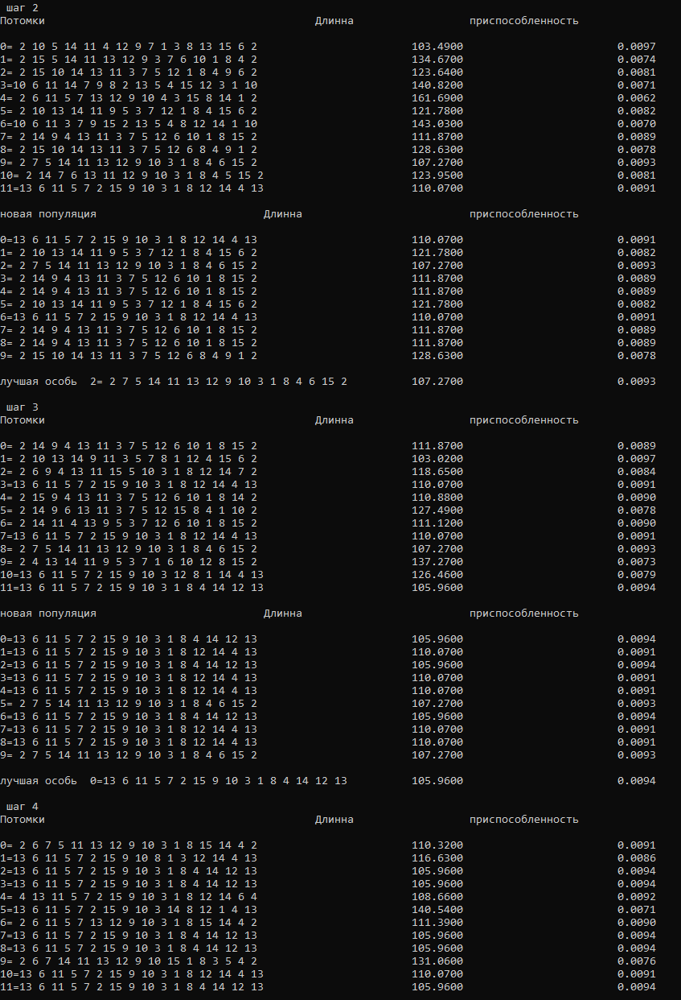 шаг 2
Потомки Длинна приспособленность
0= 2 10 5 14 11 4 12 9 7 1 3 8 13 15 6 2 103.4900 0.0097
1= 2 15 5 14 11 13 12 9 3 7 6 10 1 8 4 2 134.6700 0.0074
2= 2 15 10 14 13 11 3 7 5 12 1 8 4 9 6 2 123.6400 0.0081
3=10 6 11 14 7 9 8 2 13 5 4 15 12 3 1 10 140.8200 0.0071
4= 2 6 11 5 7 13 12 9 10 4 3 15 8 14 1 2 161.6900 0.0062
5= 2 10 13 14 11 9 5 3 7 12 1 8 4 15 6 2 121.7800 0.0082
6=10 6 11 3 7 9 15 2 13 5 4 8 12 14 1 10 143.0300 0.0070
7= 2 14 9 4 13 11 3 7 5 12 6 10 1 8 15 2 111.8700 0.0089
8= 2 15 10 14 13 11 3 7 5 12 6 8 4 9 1 2 128.6300 0.0078
9= 2 7 5 14 11 13 12 9 10 3 1 8 4 6 15 2 107.2700 0.0093
10= 2 14 7 6 13 11 12 9 10 3 1 8 4 5 15 2 123.9500 0.0081
11=13 6 11 5 7 2 15 9 10 3 1 8 12 14 4 13 110.0700 0.0091
новая популяция Длинна приспособленность
0=13 6 11 5 7 2 15 9 10 3 1 8 12 14 4 13 110.0700 0.0091
1= 2 10 13 14 11 9 5 3 7 12 1 8 4 15 6 2 121.7800 0.0082
2= 2 7 5 14 11 13 12 9 10 3 1 8 4 6 15 2 107.2700 0.0093
3= 2 14 9 4 13 11 3 7 5 12 6 10 1 8 15 2 111.8700 0.0089
4= 2 14 9 4 13 11 3 7 5 12 6 10 1 8 15 2 111.8700 0.0089
5= 2 10 13 14 11 9 5 3 7 12 1 8 4 15 6 2 121.7800 0.0082
6=13 6 11 5 7 2 15 9 10 3 1 8 12 14 4 13 110.0700 0.0091
7= 2 14 9 4 13 11 3 7 5 12 6 10 1 8 15 2 111.8700 0.0089
8= 2 14 9 4 13 11 3 7 5 12 6 10 1 8 15 2 111.8700 0.0089
9= 2 15 10 14 13 11 3 7 5 12 6 8 4 9 1 2 128.6300 0.0078
лучшая особь 2= 2 7 5 14 11 13 12 9 10 3 1 8 4 6 15 2 107.2700 0.0093
шаг 3
Потомки Длинна приспособленность
0= 2 14 9 4 13 11 3 7 5 12 6 10 1 8 15 2 111.8700 0.0089
1= 2 10 13 14 9 11 3 5 7 8 1 12 4 15 6 2 103.0200 0.0097
2= 2 6 9 4 13 11 15 5 10 3 1 8 12 14 7 2 118.6500 0.0084
3=13 6 11 5 7 2 15 9 10 3 1 8 12 14 4 13 110.0700 0.0091
4= 2 15 9 4 13 11 3 7 5 12 6 10 1 8 14 2 110.8800 0.0090
5= 2 14 9 6 13 11 3 7 5 12 15 8 4 1 10 2 127.4900 0.0078
6= 2 14 11 4 13 9 5 3 7 12 6 10 1 8 15 2 111.1200 0.0090
7=13 6 11 5 7 2 15 9 10 3 1 8 12 14 4 13 110.0700 0.0091
8= 2 7 5 14 11 13 12 9 10 3 1 8 4 6 15 2 107.2700 0.0093
9= 2 4 13 14 11 9 5 3 7 1 6 10 12 8 15 2 137.2700 0.0073
10=13 6 11 5 7 2 15 9 10 3 12 8 1 14 4 13 126.4600 0.0079
11=13 6 11 5 7 2 15 9 10 3 1 8 4 14 12 13 105.9600 0.0094
новая популяция Длинна приспособленность
0=13 6 11 5 7 2 15 9 10 3 1 8 4 14 12 13 105.9600 0.0094
1=13 6 11 5 7 2 15 9 10 3 1 8 12 14 4 13 110.0700 0.0091
2=13 6 11 5 7 2 15 9 10 3 1 8 4 14 12 13 105.9600 0.0094
3=13 6 11 5 7 2 15 9 10 3 1 8 12 14 4 13 110.0700 0.0091
4=13 6 11 5 7 2 15 9 10 3 1 8 12 14 4 13 110.0700 0.0091
5= 2 7 5 14 11 13 12 9 10 3 1 8 4 6 15 2 107.2700 0.0093
6=13 6 11 5 7 2 15 9 10 3 1 8 4 14 12 13 105.9600 0.0094
7=13 6 11 5 7 2 15 9 10 3 1 8 12 14 4 13 110.0700 0.0091
8=13 6 11 5 7 2 15 9 10 3 1 8 12 14 4 13 110.0700 0.0091
9= 2 7 5 14 11 13 12 9 10 3 1 8 4 6 15 2 107.2700 0.0093
лучшая особь 0=13 6 11 5 7 2 15 9 10 3 1 8 4 14 12 13 105.9600 0.0094
шаг 4
Потомки Длинна приспособленность
0= 2 6 7 5 11 13 12 9 10 3 1 8 15 14 4 2 110.3200 0.0091
1=13 6 11 5 7 2 15 9 10 8 1 3 12 14 4 13 116.6300 0.0086
2=13 6 11 5 7 2 15 9 10 3 1 8 4 14 12 13 105.9600 0.0094
3=13 6 11 5 7 2 15 9 10 3 1 8 4 14 12 13 105.9600 0.0094
4= 4 13 11 5 7 2 15 9 10 3 1 8 12 14 6 4 108.6600 0.0092
5=13 6 11 5 7 2 15 9 10 3 14 8 12 1 4 13 140.5400 0.0071
6= 2 6 11 5 7 13 12 9 10 3 1 8 15 14 4 2 111.3900 0.0090
7=13 6 11 5 7 2 15 9 10 3 1 8 4 14 12 13 105.9600 0.0094
8=13 6 11 5 7 2 15 9 10 3 1 8 4 14 12 13 105.9600 0.0094
9= 2 6 7 14 11 13 12 9 10 15 1 8 3 5 4 2 131.0600 0.0076
10=13 6 11 5 7 2 15 9 10 3 1 8 12 14 4 13 110.0700 0.0091
11=13 6 11 5 7 2 15 9 10 3 1 8 4 14 12 13 105.9600 0.0094